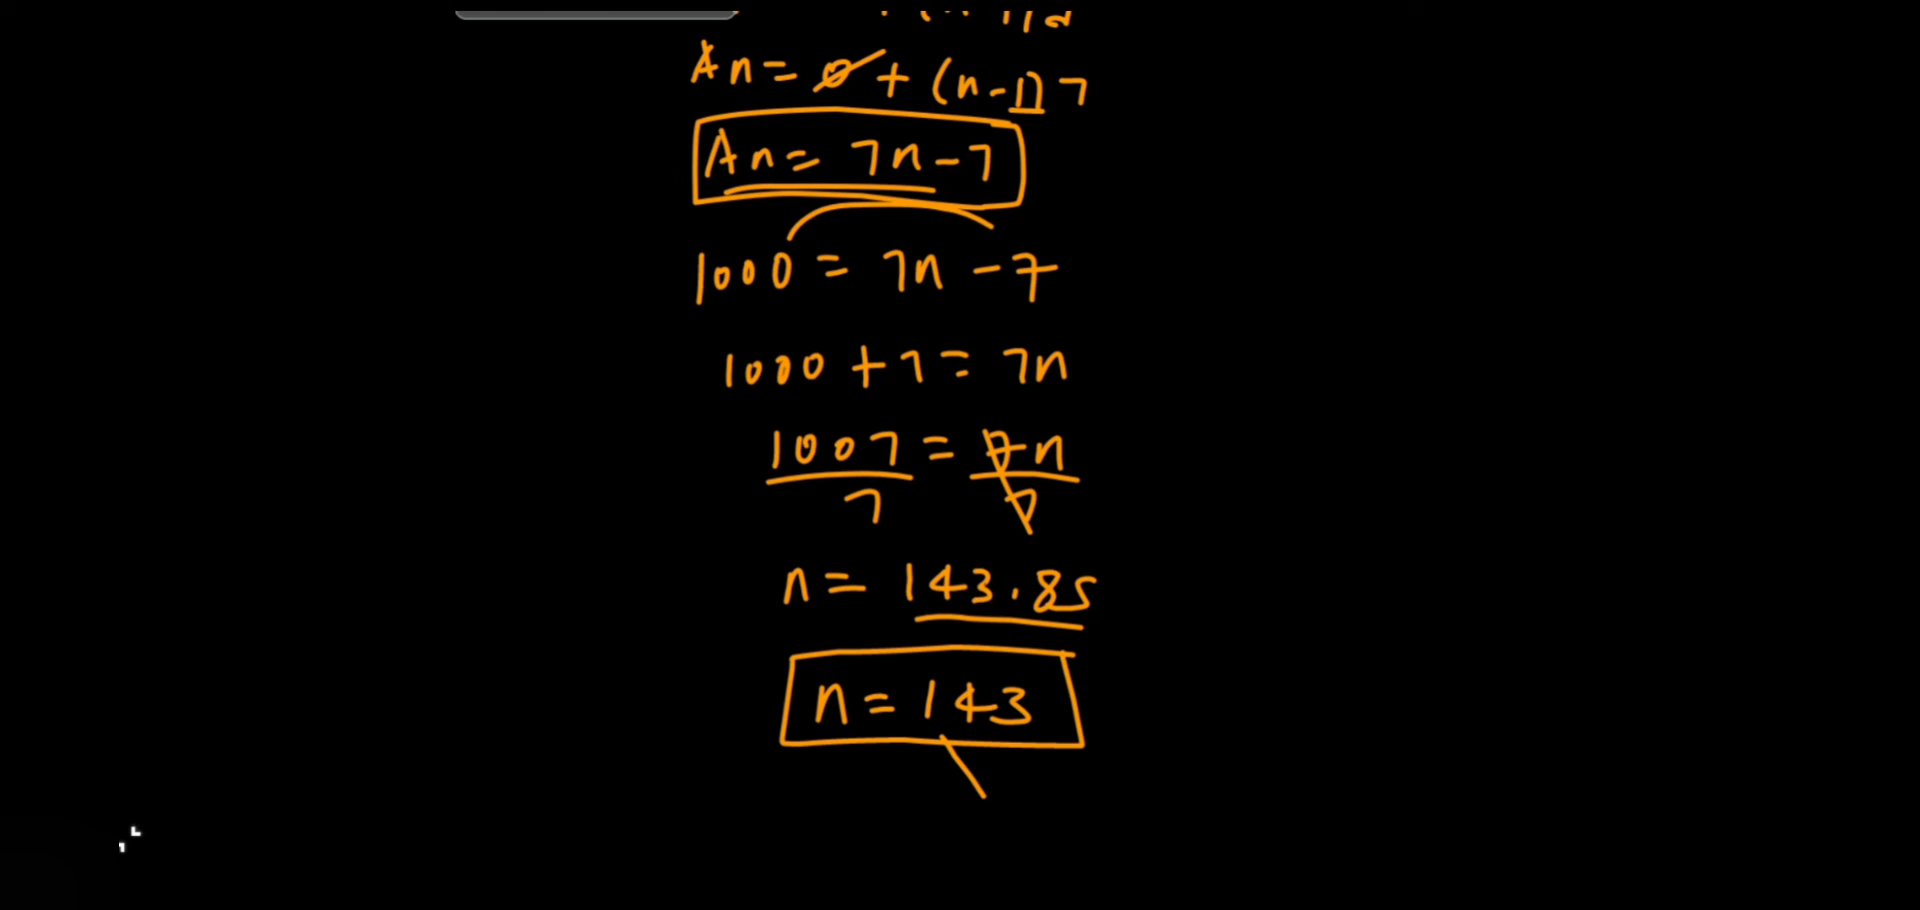 An = 0 + (n-1)7
An = 7n-7
1000 = 7n - 7
1000 + 7 = 7n
1007/7 = 7n/7
n = 143.85
n = 143